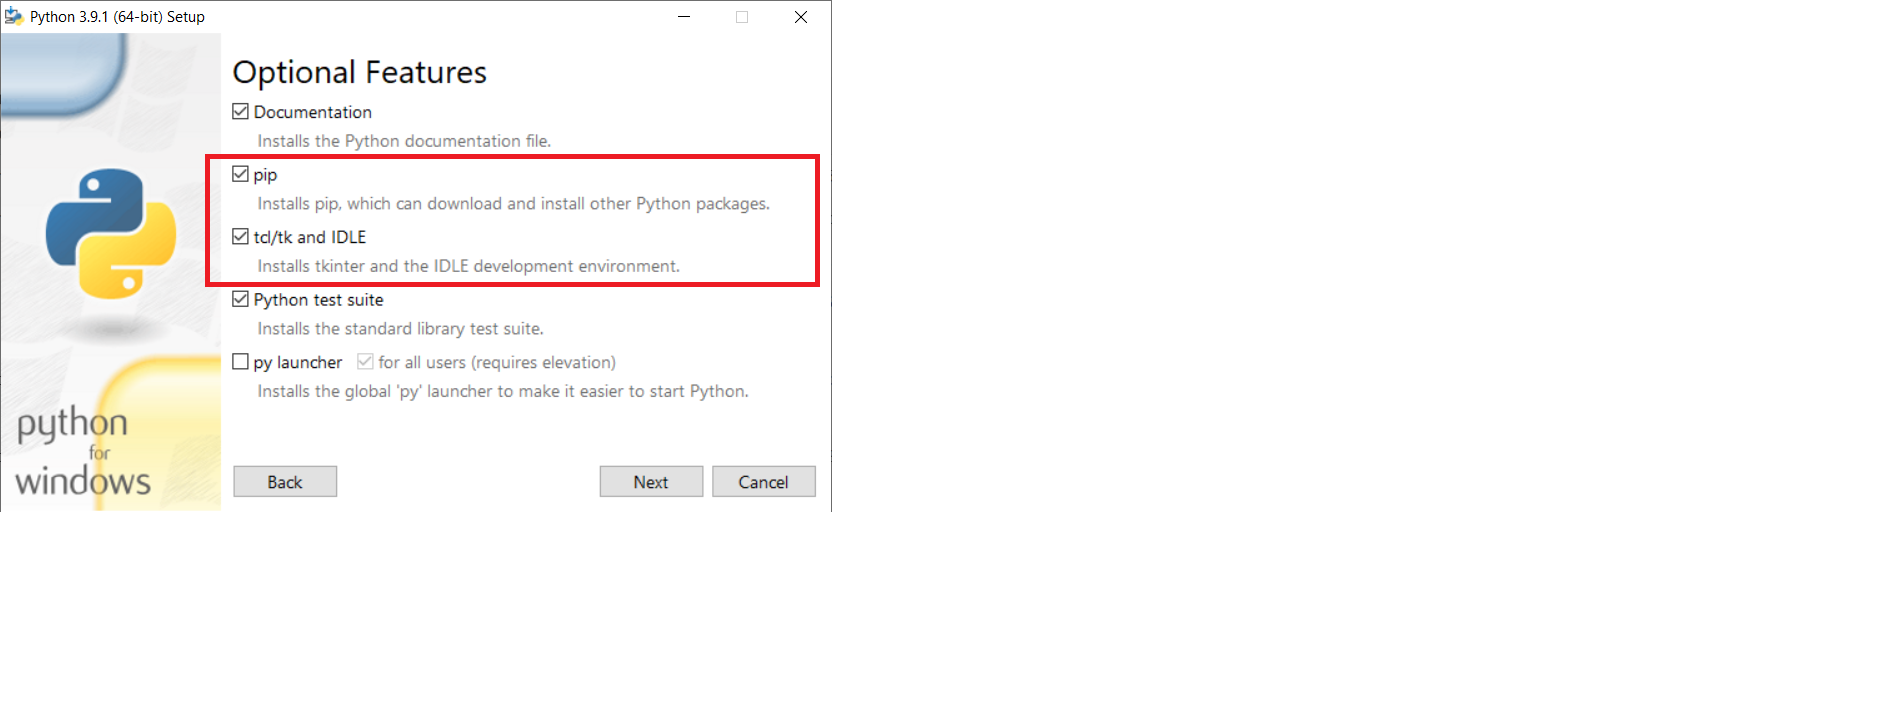 Python 3.9.1 (64-bit) Setup
Optional Features
Documentation
Installs the Python documentation file.
pip
Installs pip, which can download and install other Python packages.
tcl/tk and IDLE
Installs tkinter and the IDLE development environment.
Python test suite
Installs the standard library test suite.
py launcher for all users (requires elevation)
Installs the global 'py' launcher to make it easier to start Python.
python
for
windows
Back Next Cancel